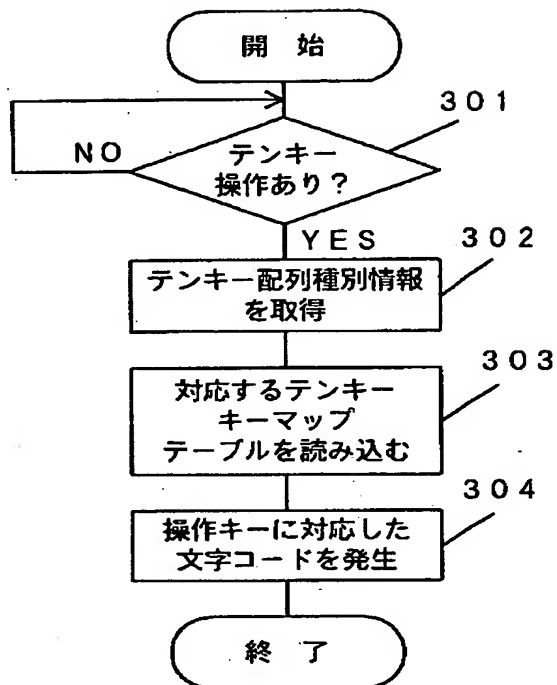 開 始
301
NO
テンキー
操作あり?
YES
302
テンキー配列種別情報
を取得
303
対応するテンキー
キーマップ
テーブルを読み込む
304
操作キーに対応した
文字コードを発生
終 了